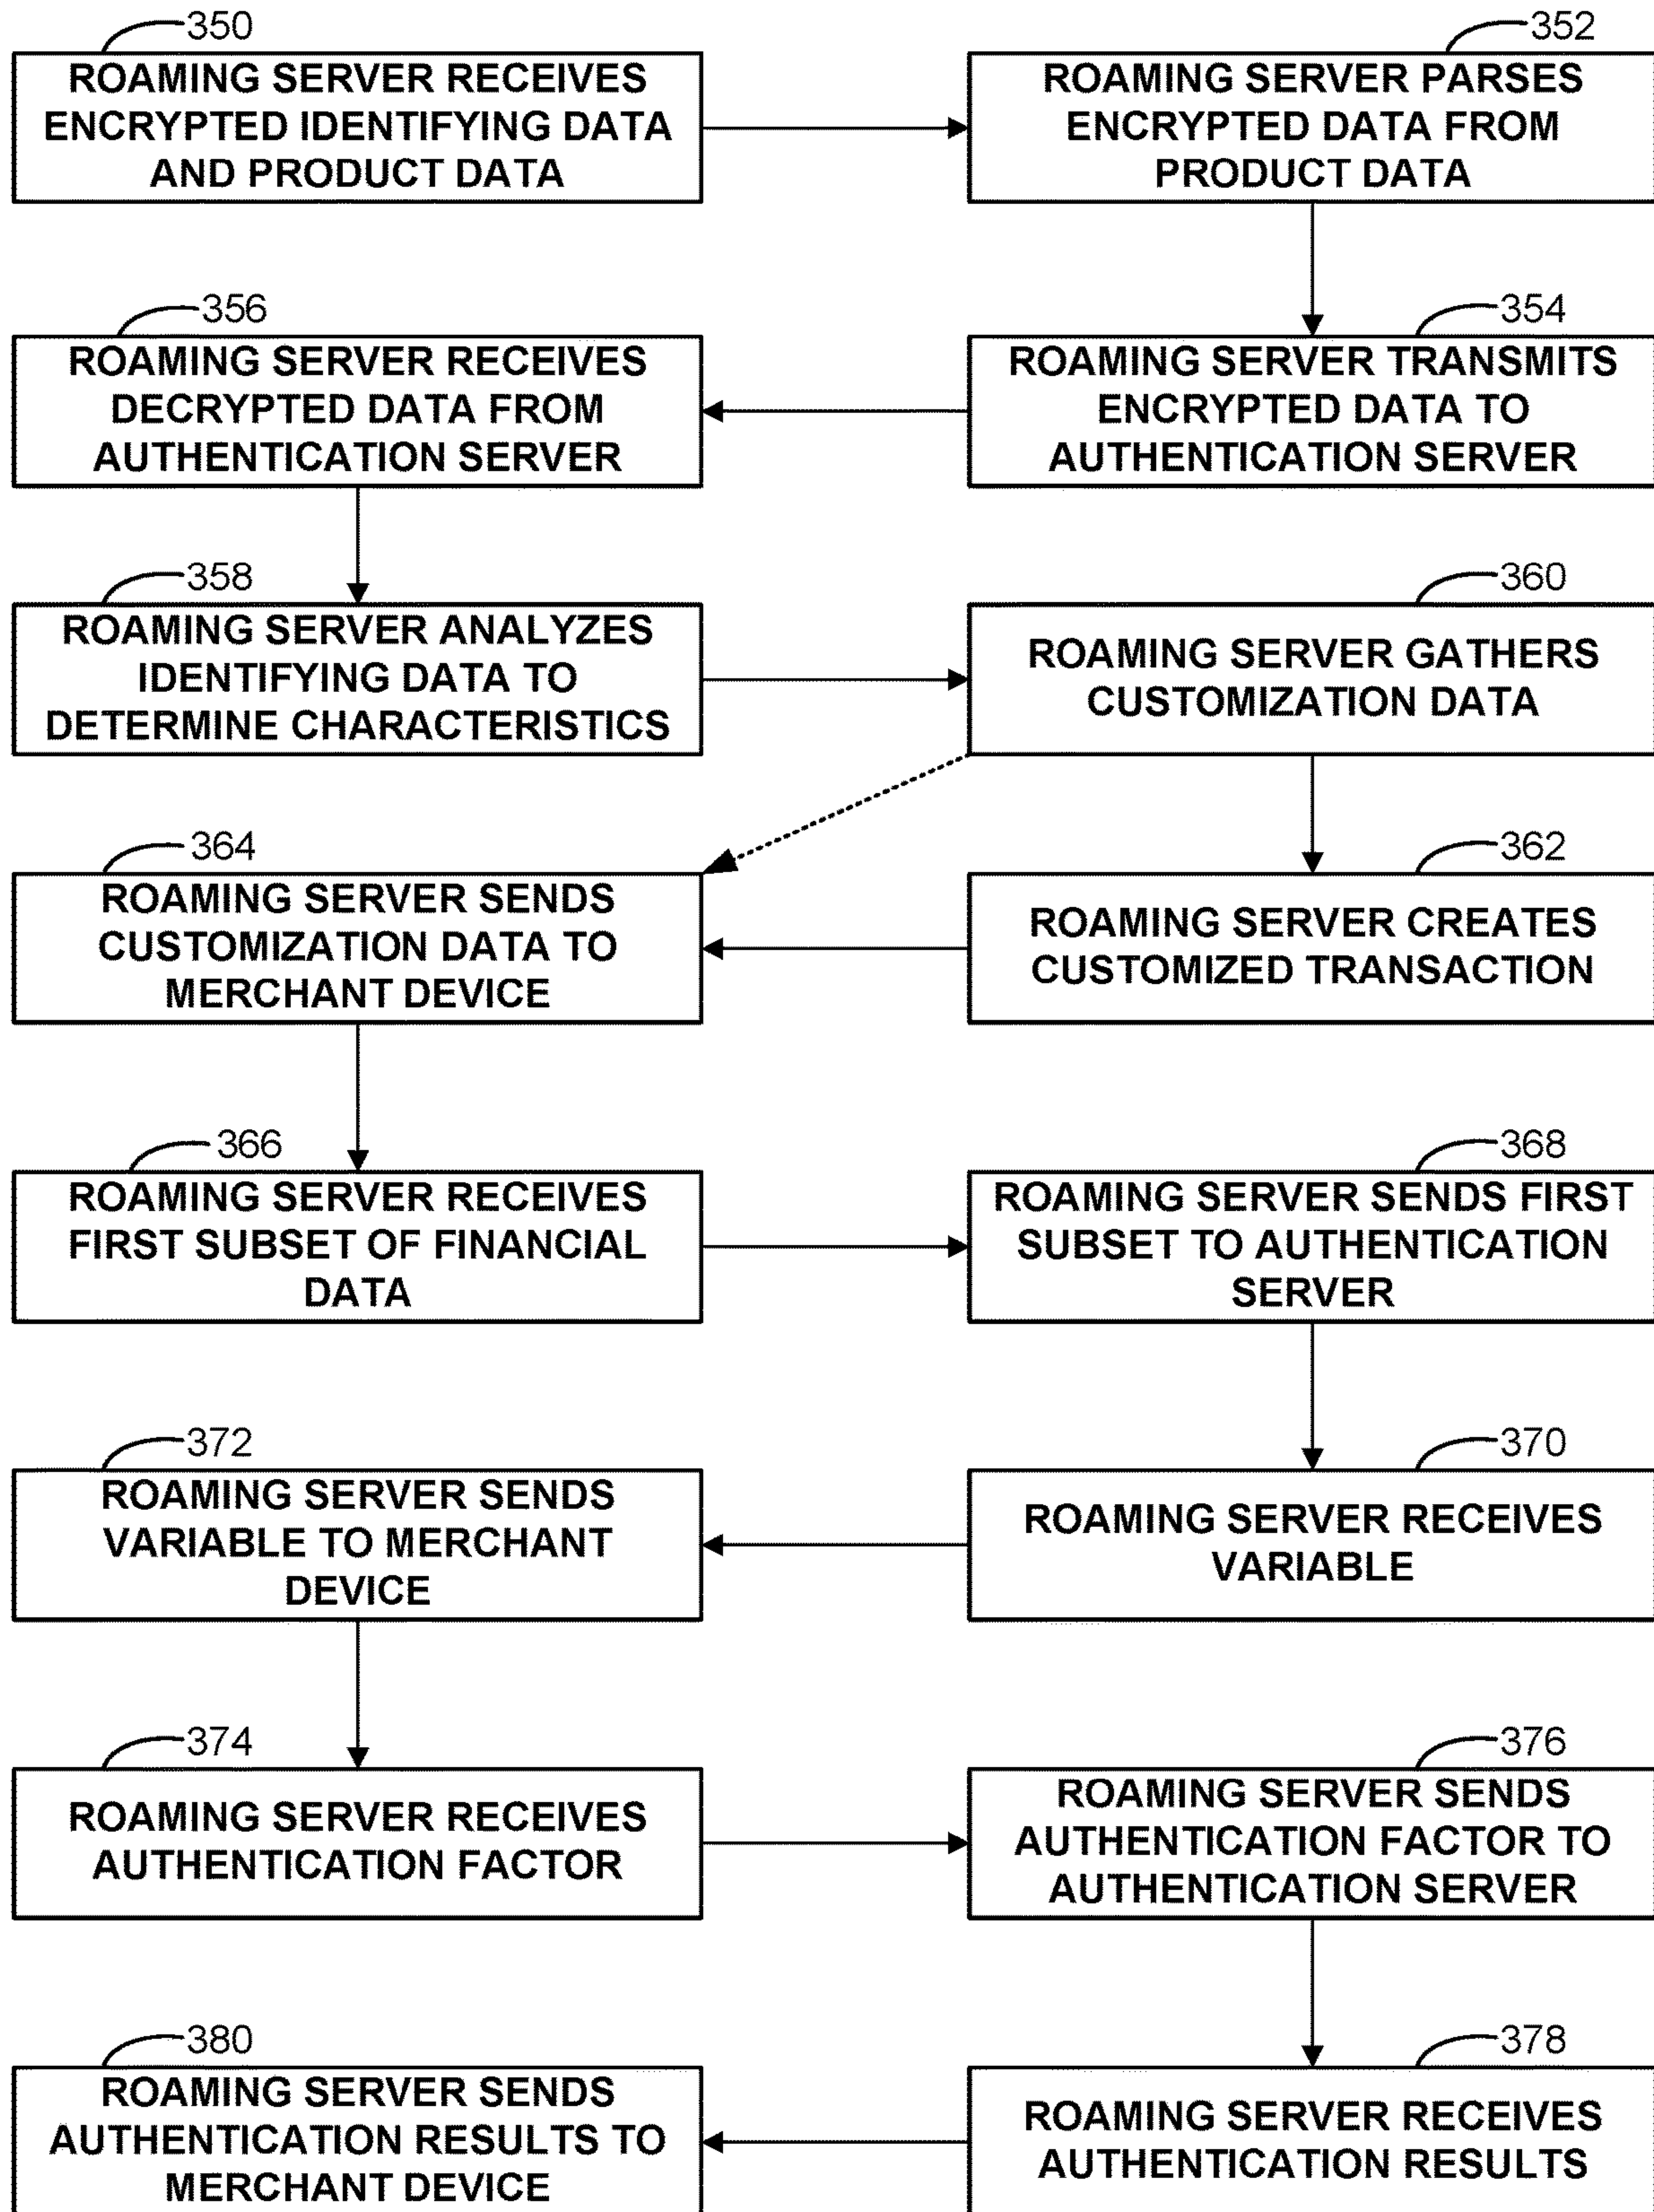 350
ROAMING SERVER RECEIVES
ENCRYPTED IDENTIFYING DATA
AND PRODUCT DATA
352
ROAMING SERVER PARSES
ENCRYPTED DATA FROM
PRODUCT DATA
354
ROAMING SERVER TRANSMITS
ENCRYPTED DATA TO
AUTHENTICATION SERVER
356
ROAMING SERVER RECEIVES
DECRYPTED DATA FROM
AUTHENTICATION SERVER
358
ROAMING SERVER ANALYZES
IDENTIFYING DATA TO
DETERMINE CHARACTERISTICS
360
ROAMING SERVER GATHERS
CUSTOMIZATION DATA
362
ROAMING SERVER CREATES
CUSTOMIZED TRANSACTION
364
ROAMING SERVER SENDS
CUSTOMIZATION DATA TO
MERCHANT DEVICE
366
ROAMING SERVER RECEIVES
FIRST SUBSET OF FINANCIAL
DATA
368
ROAMING SERVER SENDS FIRST
SUBSET TO AUTHENTICATION
SERVER
370
ROAMING SERVER RECEIVES
VARIABLE
372
ROAMING SERVER SENDS
VARIABLE TO MERCHANT
DEVICE
374
ROAMING SERVER RECEIVES
AUTHENTICATION FACTOR
376
ROAMING SERVER SENDS
AUTHENTICATION FACTOR TO
AUTHENTICATION SERVER
378
ROAMING SERVER RECEIVES
AUTHENTICATION RESULTS
380
ROAMING SERVER SENDS
AUTHENTICATION RESULTS TO
MERCHANT DEVICE